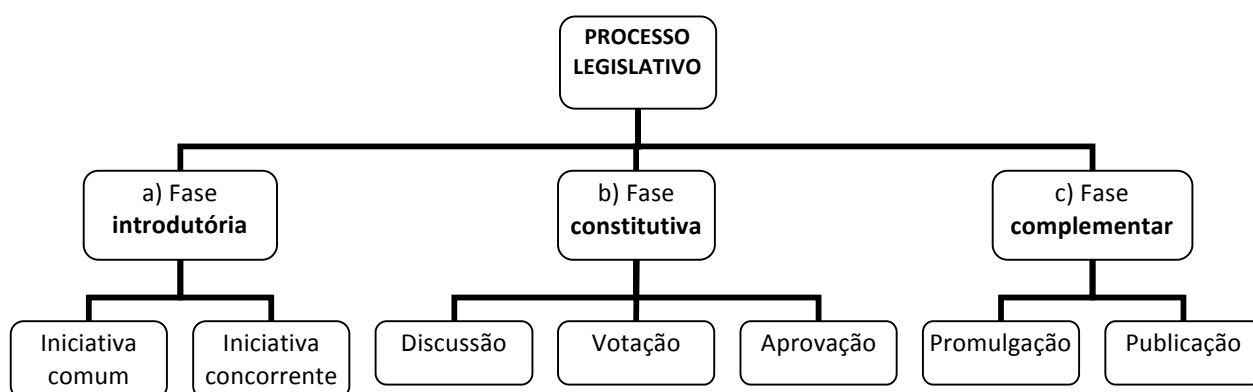 PROCESSO
LEGISLATIVO
a) Fase
introdutória
b) Fase
constitutiva
c) Fase
complementar
Iniciativa
comum
Iniciativa
concorrente
Discussão
Votação
Aprovação
Promulgação
Publicação